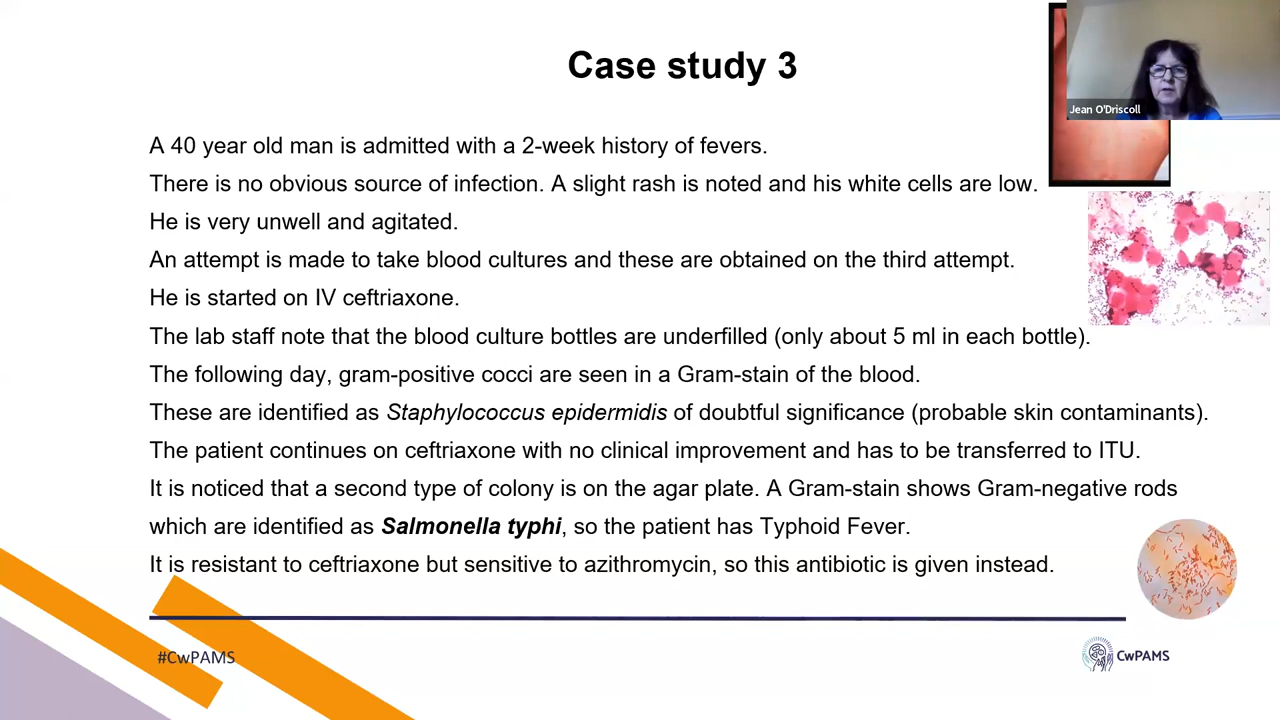 Case study 3
Jean O'Driscoll
A 40 year old man is admitted with a 2-week history of fevers.
There is no obvious source of infection. A slight rash is noted and his white cells are low.
He is very unwell and agitated.
An attempt is made to take blood cultures and these are obtained on the third attempt.
He is started on IV ceftriaxone.
The lab staff note that the blood culture bottles are underfilled (only about 5 ml in each bottle).
The following day, gram-positive cocci are seen in a Gram-stain of the blood.
These are identified as Staphylococcus epidermidis of doubtful significance (probable skin contaminants).
The patient continues on ceftriaxone with no clinical improvement and has to be transferred to ITU.
It is noticed that a second type of colony is on the agar plate. A Gram-stain shows Gram-negative rods
which are identified as Salmonella typhi, so the patient has Typhoid Fever.
It is resistant to ceftriaxone but sensitive to azithromycin, so this antibiotic is given instead.
#CwPAMS
CwPAMS